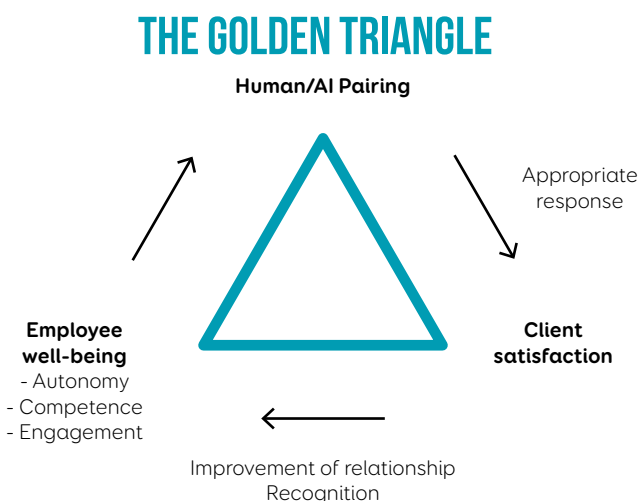 THE GOLDEN TRIANGLE
Human/AI Pairing
Appropriate
response
Employee
well-being
- Autonomy
- Competence
- Engagement
Client
satisfaction
Improvement of relationship
Recognition